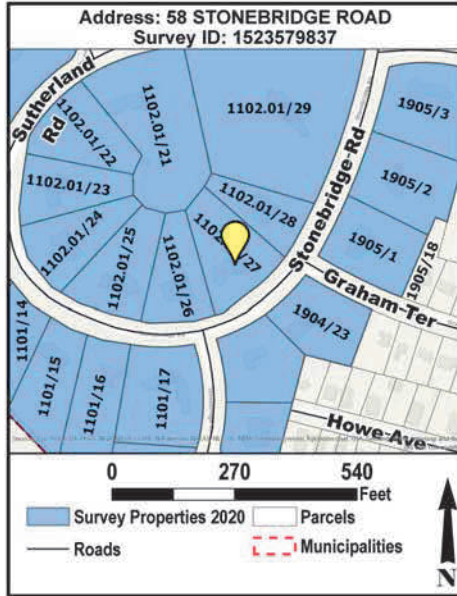 Address: 58 STONEBRIDGE ROAD
Survey ID: 1523579837
Sutherland Rd
1102.01/22
1102.01/21
1102.01/29
1905/3
1102.01/23
1905/2
1102.01/28
1102.01/24
1102.01/25
1102.01/26
1102.01/27
Stonebridge-Rd
1905/1
1905/18
Graham-Ter
1904/23
1101/14
1101/15
1101/16
1101/17
Howe-Ave
0 270 540
Feet
Survey Properties 2020
Parcels
Roads
Municipalities
N